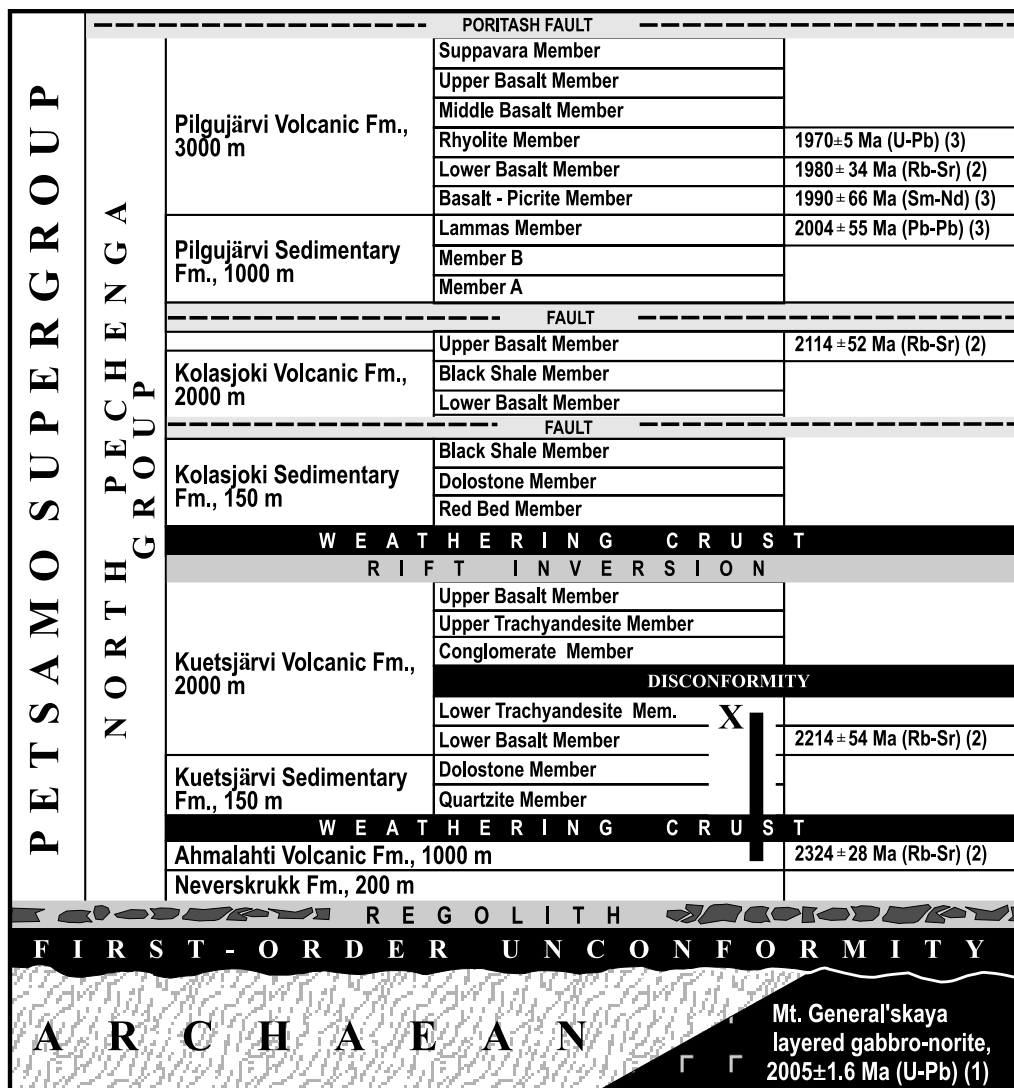 PORITASH FAULT
PETSAMO SUPERGROUP
NORTH PECHENGA
GROUP
Pilgujärvi Volcanic Fm.,
3000 m
Suppavara Member
Upper Basalt Member
Middle Basalt Member
Rhyolite Member
1970±5 Ma (U-Pb) (3)
Lower Basalt Member
1980±34 Ma (Rb-Sr) (2)
Basalt - Picrite Member
1990±66 Ma (Sm-Nd) (3)
Pilgujärvi Sedimentary
Fm., 1000 m
Lammas Member
2004±55 Ma (Pb-Pb) (3)
Member B
Member A
FAULT
Kolasjoki Volcanic Fm.,
2000 m
Upper Basalt Member
2114±52 Ma (Rb-Sr) (2)
Black Shale Member
Lower Basalt Member
FAULT
Kolasjoki Sedimentary
Fm., 150 m
Black Shale Member
Dolostone Member
Red Bed Member
WEATHERING CRUST
RIFT INVERSION
Kuetsjärvi Volcanic Fm.,
2000 m
Upper Basalt Member
Upper Trachyandesite Member
Conglomerate Member
DISCONFORMITY
Lower Trachyandesite Mem.
X
Lower Basalt Member
2214±54 Ma (Rb-Sr) (2)
Kuetsjärvi Sedimentary
Fm., 150 m
Dolostone Member
Quartzite Member
WEATHERING CRUST
Ahmalahti Volcanic Fm., 1000 m
2324±28 Ma (Rb-Sr) (2)
Neverskrukk Fm., 200 m
REGOLITH
FIRST-ORDER UNCONFORMITY
ARCHAEAN
Mt. General'skaya
layered gabbro-norite,
2005±1.6 Ma (U-Pb) (1)